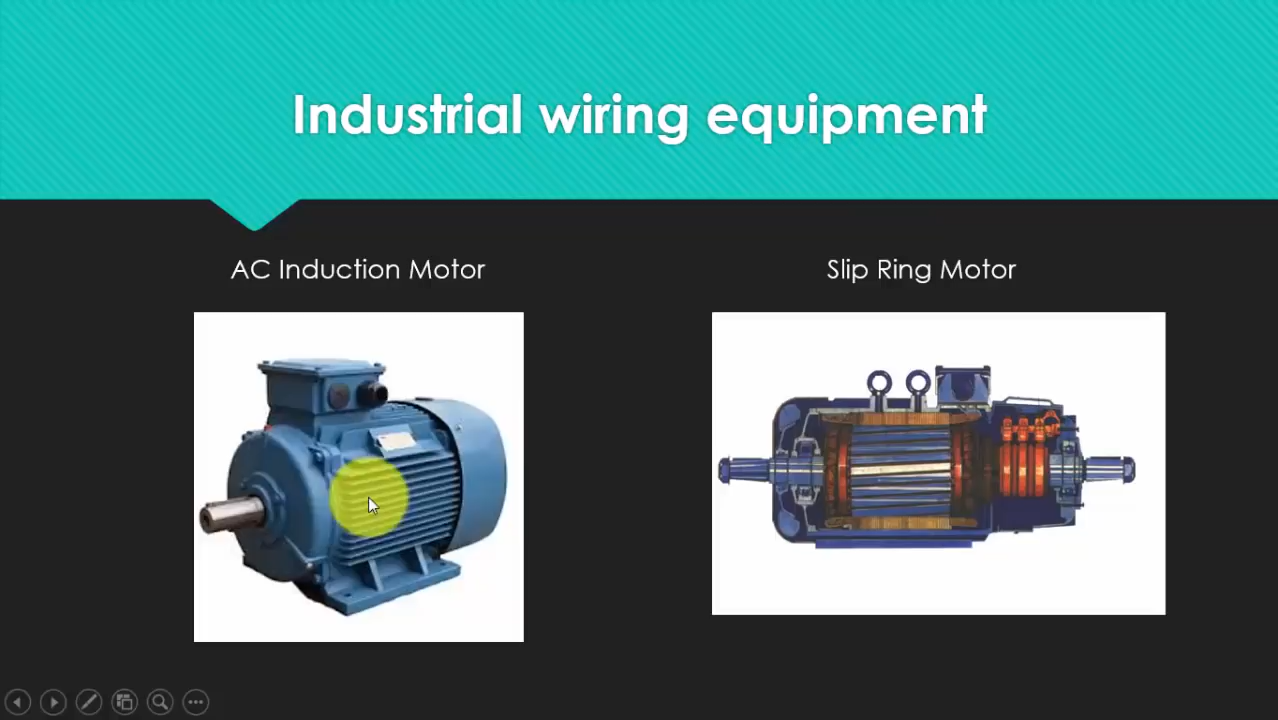 Industrial wiring equipment
AC Induction Motor
Slip Ring Motor